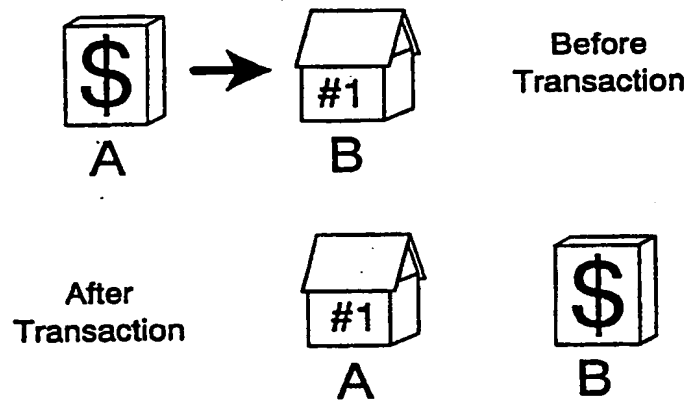 $
#1
Before
Transaction
A
B
After
Transaction
#1
$
A
B